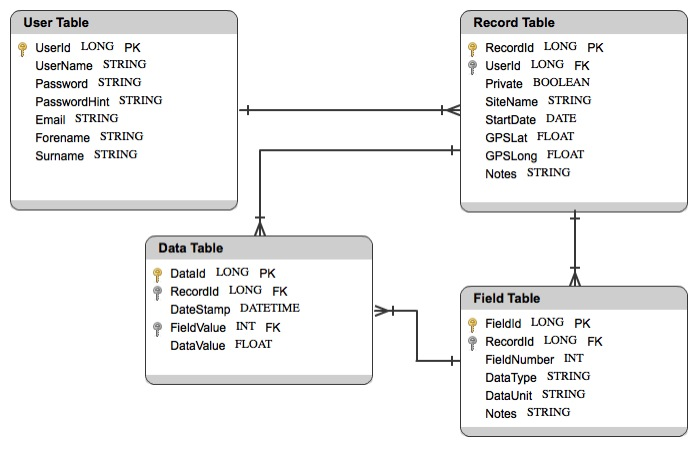 User Table
UserId LONG PK
UserName STRING
Password STRING
PasswordHint STRING
Email STRING
Forename STRING
Surname STRING
Record Table
RecordId LONG PK
UserId LONG FK
Private BOOLEAN
SiteName STRING
StartDate DATE
GPSLat FLOAT
GPSLong FLOAT
Notes STRING
Data Table
DataId LONG PK
RecordId LONG FK
DateStamp DATETIME
FieldValue INT FK
DataValue FLOAT
Field Table
FieldId LONG PK
RecordId LONG FK
FieldNumber INT
DataType STRING
DataUnit STRING
Notes STRING